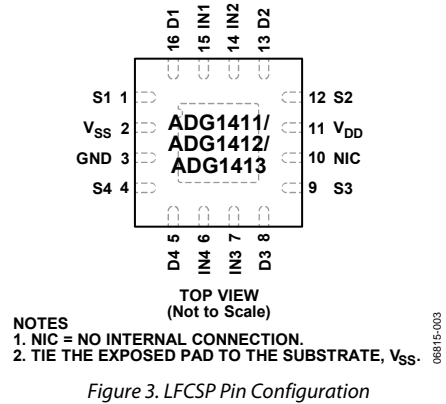 16 D1
15 IN1
14 IN2
13 D2
S1 1
VSS 2
GND 3
S4 4
ADG1411/
ADG1412/
ADG1413
12 S2
11 VDD
10 NIC
9 S3
D4 5
IN4 6
IN3 7
D3 8
TOP VIEW
(Not to Scale)
NOTES
1. NIC = NO INTERNAL CONNECTION.
2. TIE THE EXPOSED PAD TO THE SUBSTRATE, VSS.
06815-003
Figure 3. LFCSP Pin Configuration